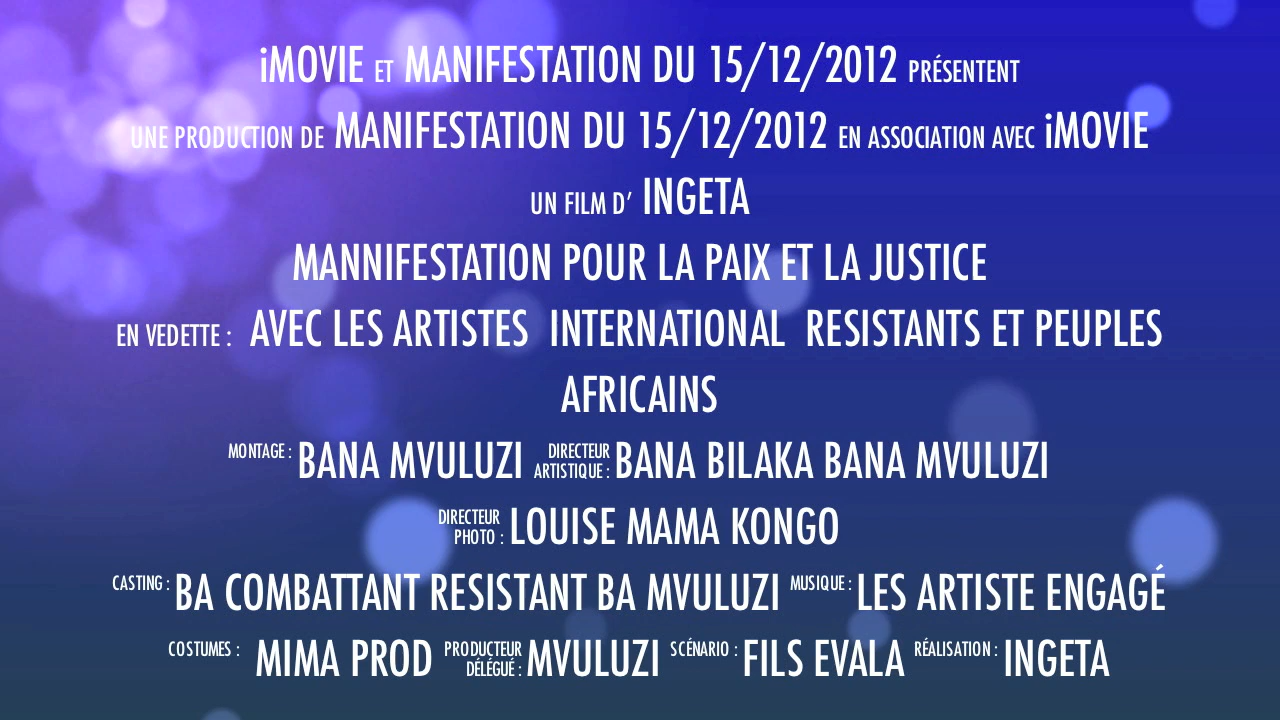 iMOVIE ET MANIFESTATION DU 15/12/2012 PRÉSENTENT
UNE PRODUCTION DE MANIFESTATION DU 15/12/2012 EN ASSOCIATION AVEC iMOVIE
UN FILM D’ INGETA
MANNIFESTATION POUR LA PAIX ET LA JUSTICE
EN VEDETTE : AVEC LES ARTISTES INTERNATIONAL RESISTANTS ET PEUPLES
AFRICAINS
MONTAGE : BANA MVULUZI DIRECTEUR ARTISTIQUE : BANA BILAKA BANA MVULUZI
DIRECTEUR PHOTO : LOUISE MAMA KONGO
CASTING : BA COMBATTANT RESISTANT BA MVULUZI MUSIQUE : LES ARTISTE ENGAGÉ
COSTUMES : MIMA PROD PRODUCTEUR DÉLÉGUÉ : MVULUZI SCÉNARIO : FILS EVALA RÉALISATION : INGETA